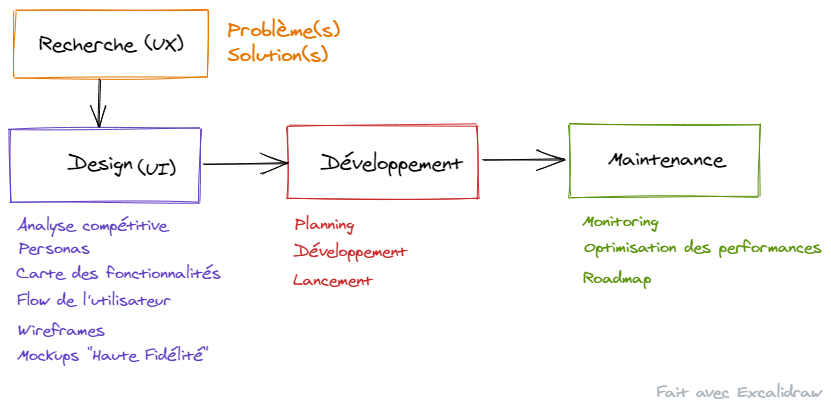 Recherche (UX)
Problème(s)
Solution(s)
Design (UI)
Analyse compétitive
Personas
Carte des fonctionnalités
Flow de l'utilisateur
Wireframes
Mockups "Haute Fidélité"
Développement
Planning
Développement
Lancement
Maintenance
Monitoring
Optimisation des performances
Roadmap
Fait avec Excalidraw